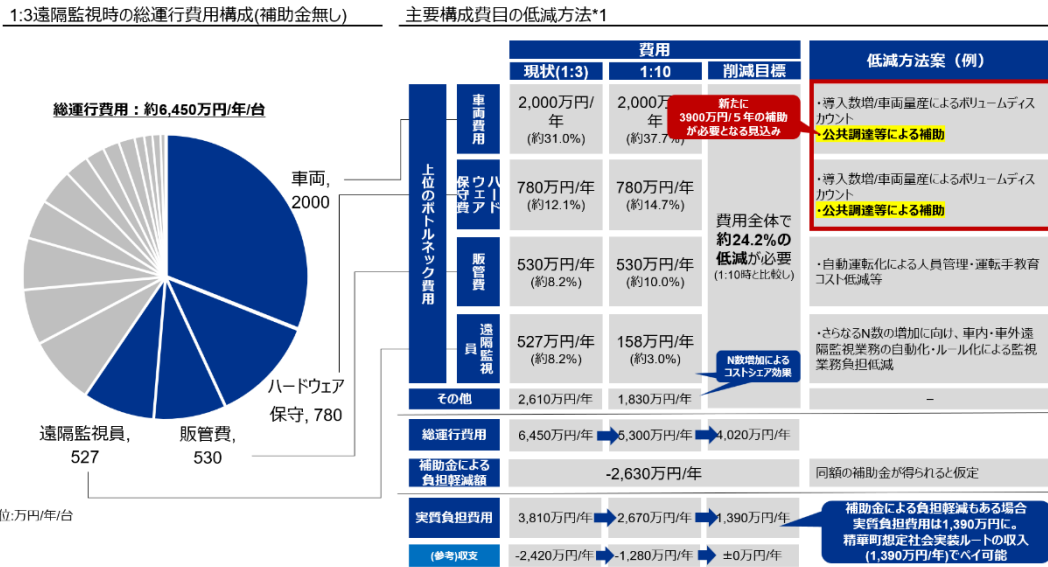 1:3遠隔監視時の総運行費用構成(補助金無し)
総運行費用：約6,450万円/年/台
車両,
2000
ハードウェア
保守, 780
販管費,
530
遠隔監視員,
527
位:万円/年/台
主要構成費目の低減方法*1
費用
低減方法案（例）
現状(1:3)
1:10
削減目標
上位のボトルネック費用
車両費用
2,000万円/
年
(約31.0%)
2,000万
年
(約37.7%
新たに
3900万円/５年の補助
が必要となる見込み
・導入数増/車両量産によるボリュームディス
カウント
・公共調達等による補助
ハードウェア保守費
780万円/年
(約12.1%)
780万円/年
(約14.7%)
・導入数増/車両量産によるボリュームディス
カウント
・公共調達等による補助
費用全体で
約24.2%の
低減が必要
(1:10時と比較し)
販管費
530万円/年
(約8.2%)
530万円/年
(約10.0%)
・自動運転化による人員管理・運転手教育
コスト低減等
遠隔監視員
527万円/年
(約8.2%)
158万円/年
(約3.0%)
N数増加による
コストシェア効果
・さらなるN数の増加に向け、車内・車外遠
隔監視業務の自動化・ルール化による監視
業務負担低減
その他
2,610万円/年
1,830万円/年
–
総運行費用
6,450万円/年
5,300万円/年
4,020万円/年
補助金による
負担軽減額
-2,630万円/年
同額の補助金が得られると仮定
実質負担費用
3,810万円/年
2,670万円/年
1,390万円/年
補助金による負担軽減もある場合
実質負担費用は1,390万円に。
精華町想定社会実装ルートの収入
(1,390万円/年)でペイ可能
(参考)収支
-2,420万円/年
-1,280万円/年
±0万円/年